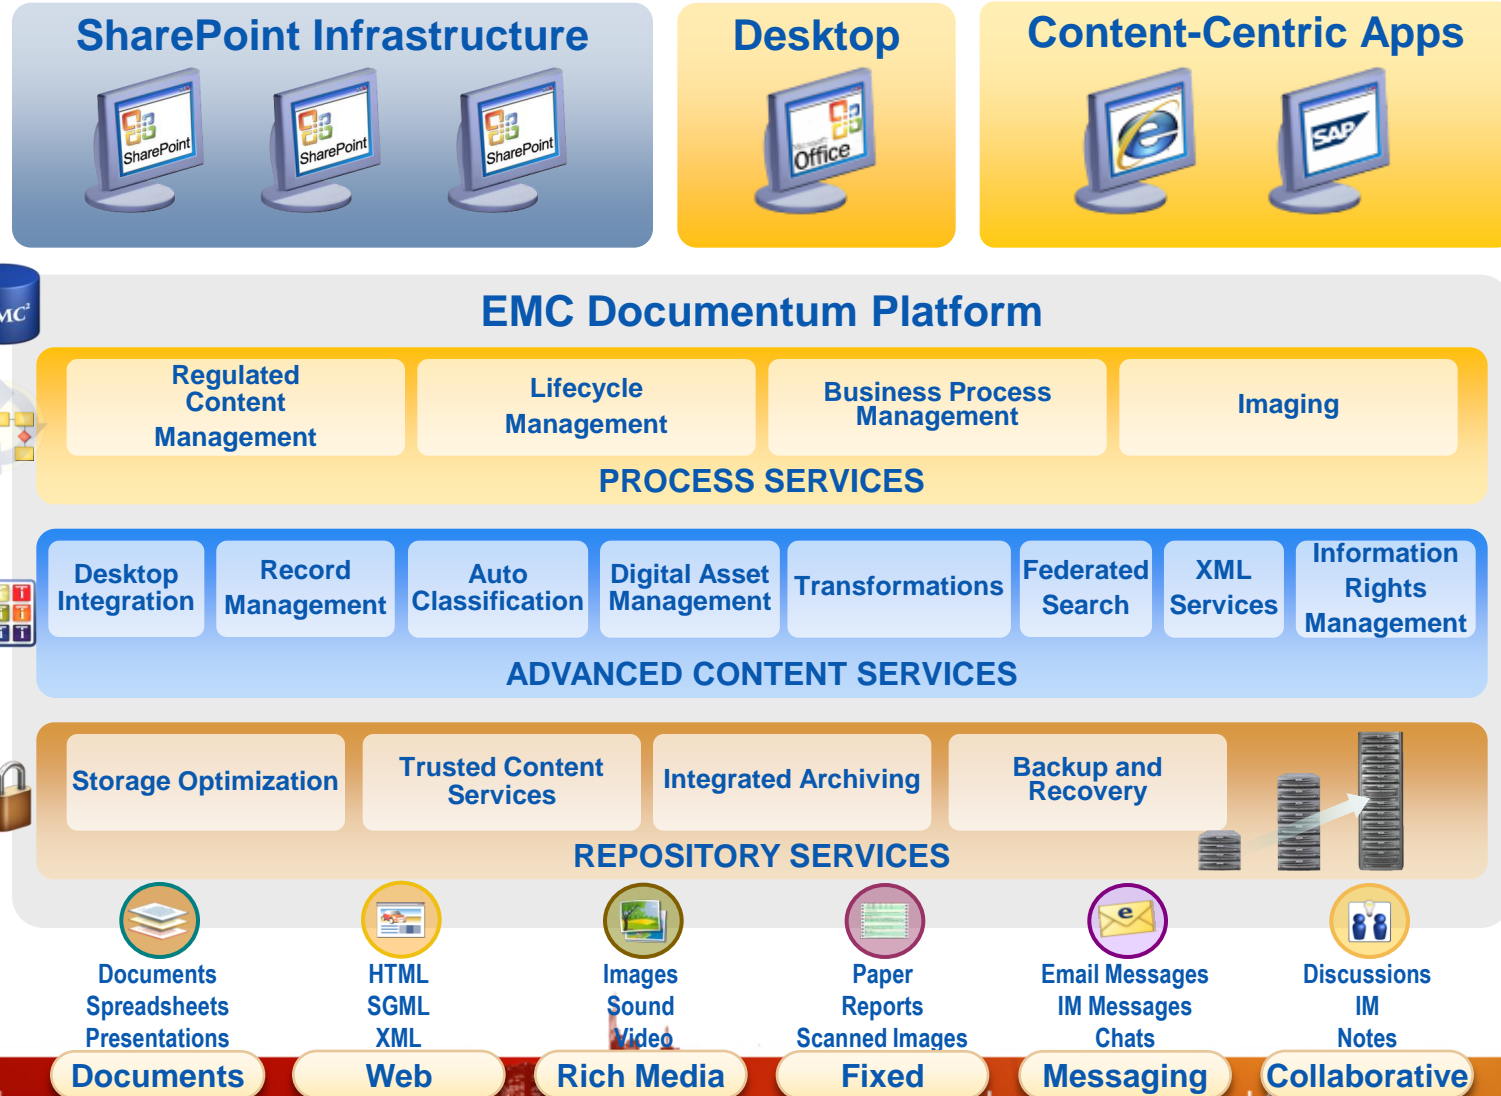 SharePoint Infrastructure
Desktop
Content-Centric Apps
SharePoint
SharePoint
SharePoint
Microsoft
Office
SAP
EMC Documentum Platform
Regulated
Content
Management
Lifecycle
Management
Business Process
Management
Imaging
PROCESS SERVICES
Desktop
Integration
Record
Management
Auto
Classification
Digital Asset
Management
Transformations
Federated
Search
XML
Services
Information
Rights
Management
ADVANCED CONTENT SERVICES
Storage Optimization
Trusted Content
Services
Integrated Archiving
Backup and
Recovery
REPOSITORY SERVICES
Documents
Spreadsheets
Presentations
HTML
SGML
XML
Images
Sound
Video
Paper
Reports
Scanned Images
Email Messages
IM Messages
Chats
Discussions
IM
Notes
Documents
Web
Rich Media
Fixed
Messaging
Collaborative